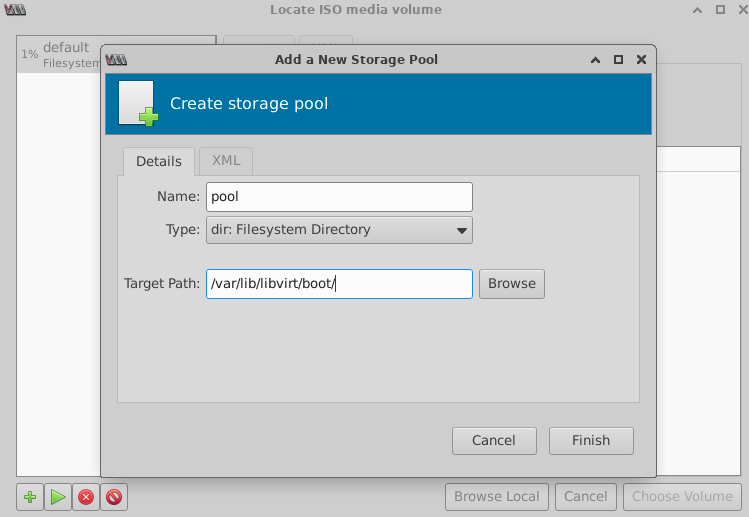 Locate ISO media volume
1%
default
Filesystem
Add a New Storage Pool
Create storage pool
Details
XML
Name:
pool
Type:
dir: Filesystem Directory
Target Path:
/var/lib/libvirt/boot/
Browse
Cancel
Finish
Browse Local
Cancel
Choose Volume